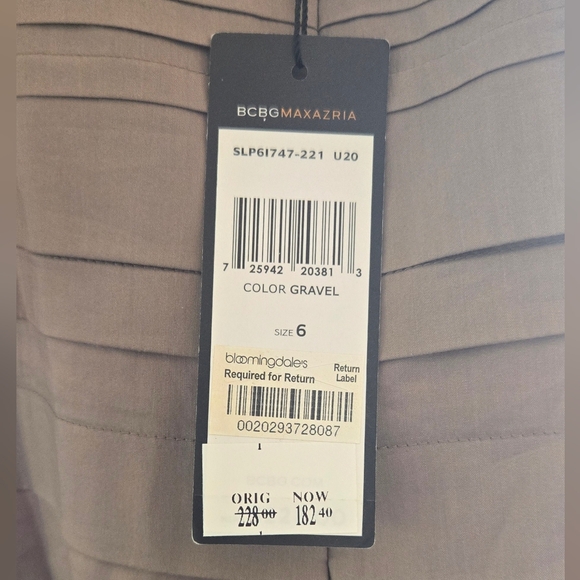 BCBGMAXAZRIA
SLP6I747-221 U20
7 25942 20381 3
COLOR GRAVEL
SIZE 6
bloomingdale's
Required for Return
Return
Label
0020293728087
ORIG NOW
228 00 182 40